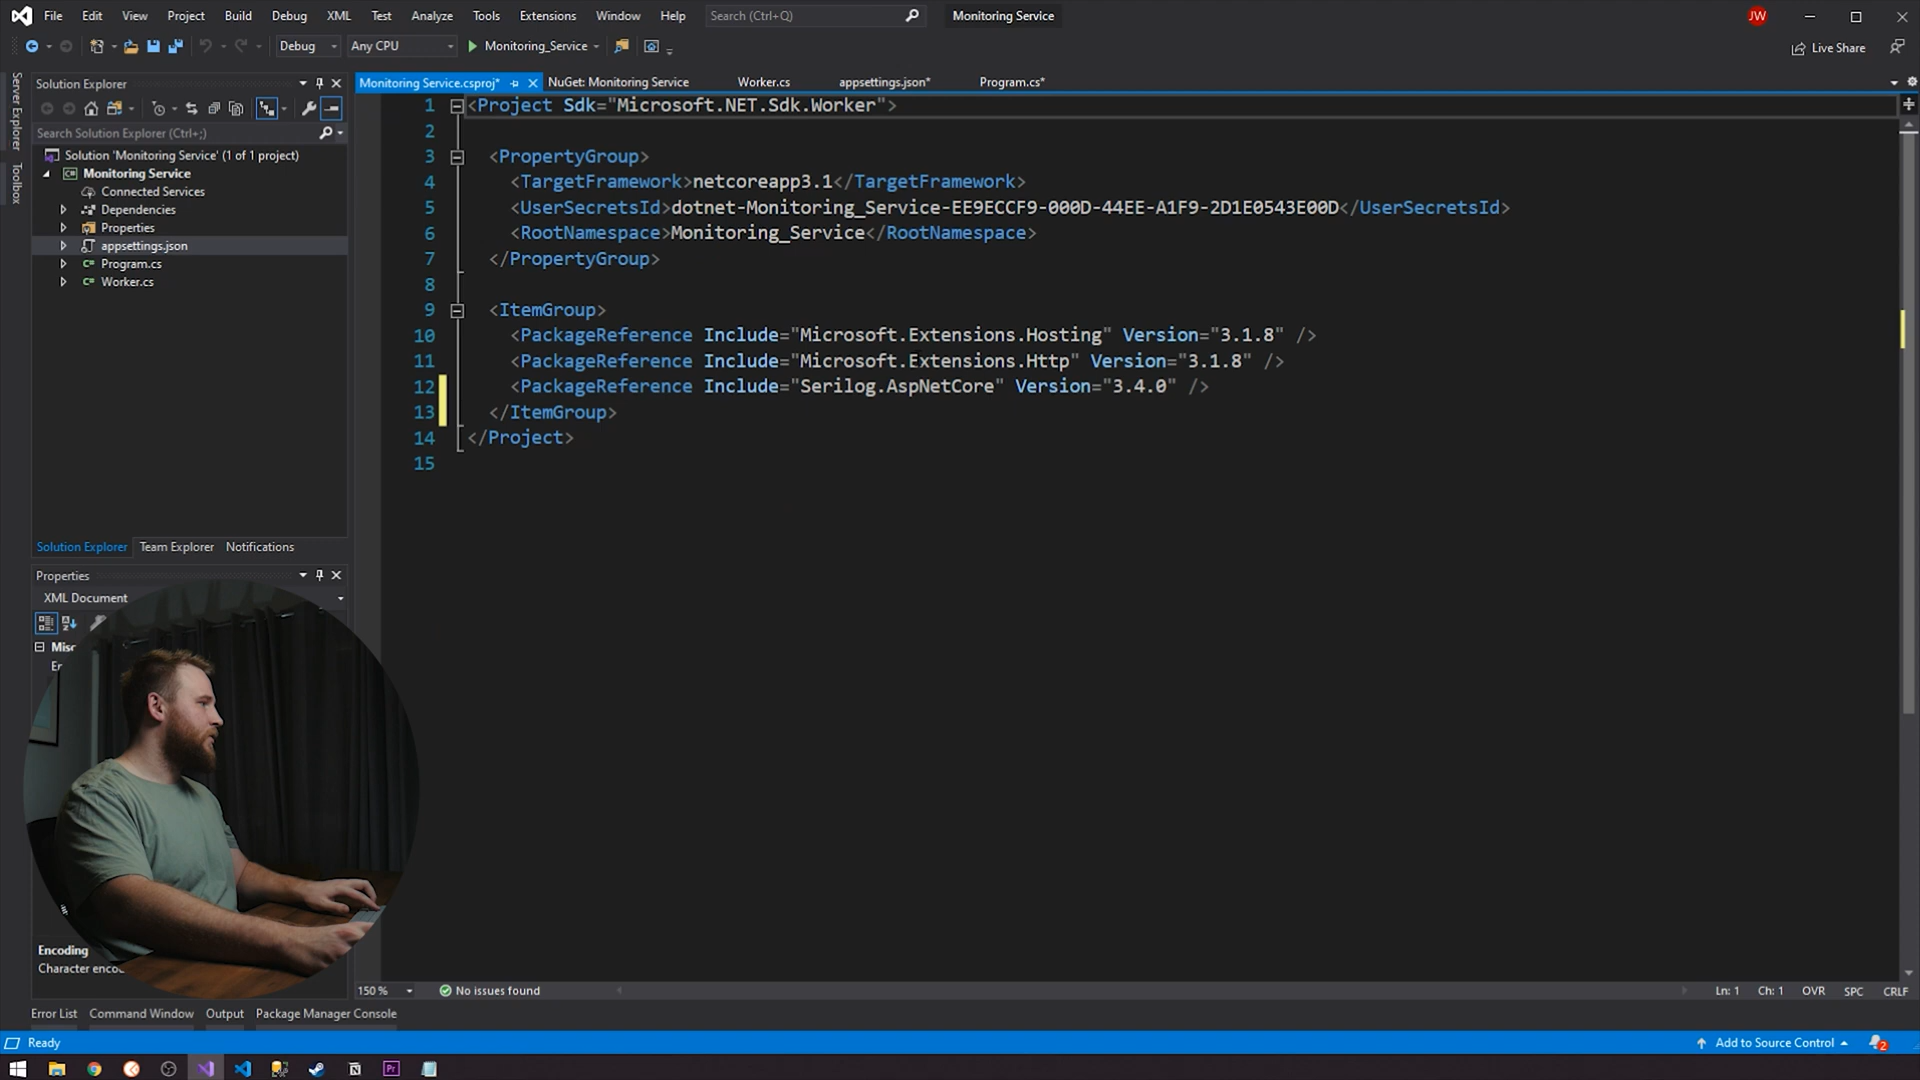 File Edit View Project Build Debug XML Test Analyze Tools Extensions Window Help Search (Ctrl+Q) Monitoring Service JW
Debug Any CPU Monitoring_Service Live Share
Server Explorer
Toolbox
Solution Explorer
Search Solution Explorer (Ctrl+;)
Solution 'Monitoring Service' (1 of 1 project)
Monitoring Service
Connected Services
Dependencies
Properties
appsettings.json
Program.cs
Worker.cs
Solution Explorer Team Explorer Notifications
Properties
XML Document
Misc
Encoding
Character
Monitoring Service.csproj* NuGet: Monitoring Service Worker.cs appsettings.json* Program.cs*
1 <Project Sdk="Microsoft.NET.Sdk.Worker">
2
3 <PropertyGroup>
4 <TargetFramework>netcoreapp3.1</TargetFramework>
5 <UserSecretsId>dotnet-Monitoring_Service-EE9ECCF9-000D-44EE-A1F9-2D1E0543E00D</UserSecretsId>
6 <RootNamespace>Monitoring_Service</RootNamespace>
7 </PropertyGroup>
8
9 <ItemGroup>
10 <PackageReference Include="Microsoft.Extensions.Hosting" Version="3.1.8" />
11 <PackageReference Include="Microsoft.Extensions.Http" Version="3.1.8" />
12 <PackageReference Include="Serilog.AspNetCore" Version="3.4.0" />
13 </ItemGroup>
14 </Project>
15
150 % No issues found Ln: 1 Ch: 1 OVR SPC CRLF
Error List Command Window Output Package Manager Console
Ready Add to Source Control 2
Pr